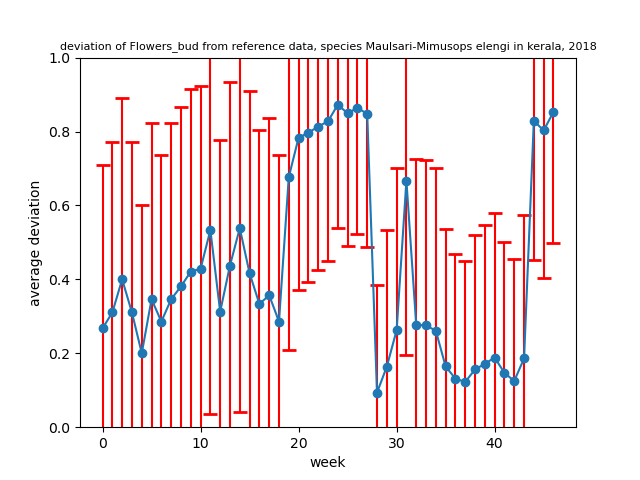 deviation of Flowers_bud from reference data, species Maulsari-Mimusops elengi in kerala, 2018
1.0
0.8
0.6
0.4
0.2
0.0
average deviation
0 10 20 30 40
week